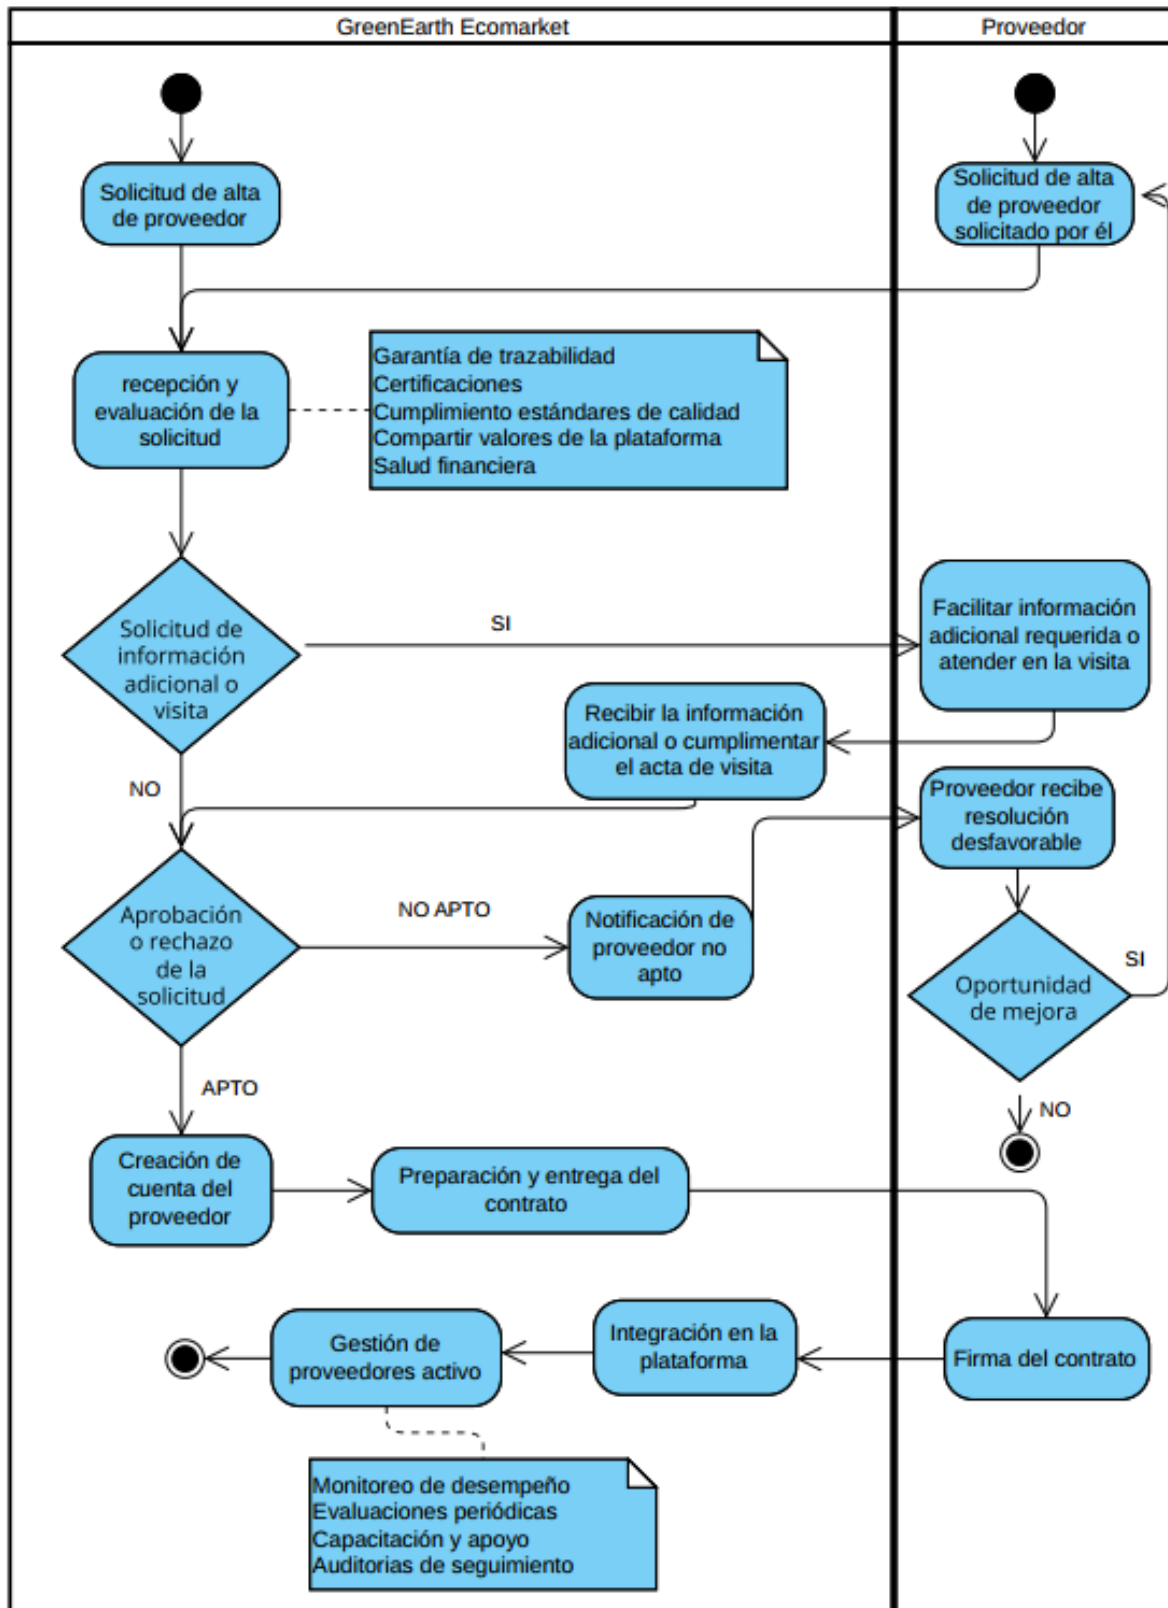 GreenEarth Ecomarket
Proveedor
Solicitud de alta
de proveedor
Solicitud de alta
de proveedor
solicitado por él
recepción y
evaluación de la
solicitud
Garantía de trazabilidad
Certificaciones
Cumplimiento estándares de calidad
Compartir valores de la plataforma
Salud financiera
Solicitud de
información
adicional o
visita
SI
Facilitar información
adicional requerida o
atender en la visita
Recibir la información
adicional o cumplimentar
el acta de visita
NO
Proveedor recibe
resolución
desfavorable
Aprobación
o rechazo
de la
solicitud
NO APTO
Notificación de
proveedor no
apto
Oportunidad
de mejora
SI
NO
APTO
Creación de
cuenta del
proveedor
Preparación y entrega del
contrato
Firma del contrato
Integración en la
plataforma
Gestión de
proveedores activo
Monitoreo de desempeño
Evaluaciones periódicas
Capacitación y apoyo
Auditorias de seguimiento